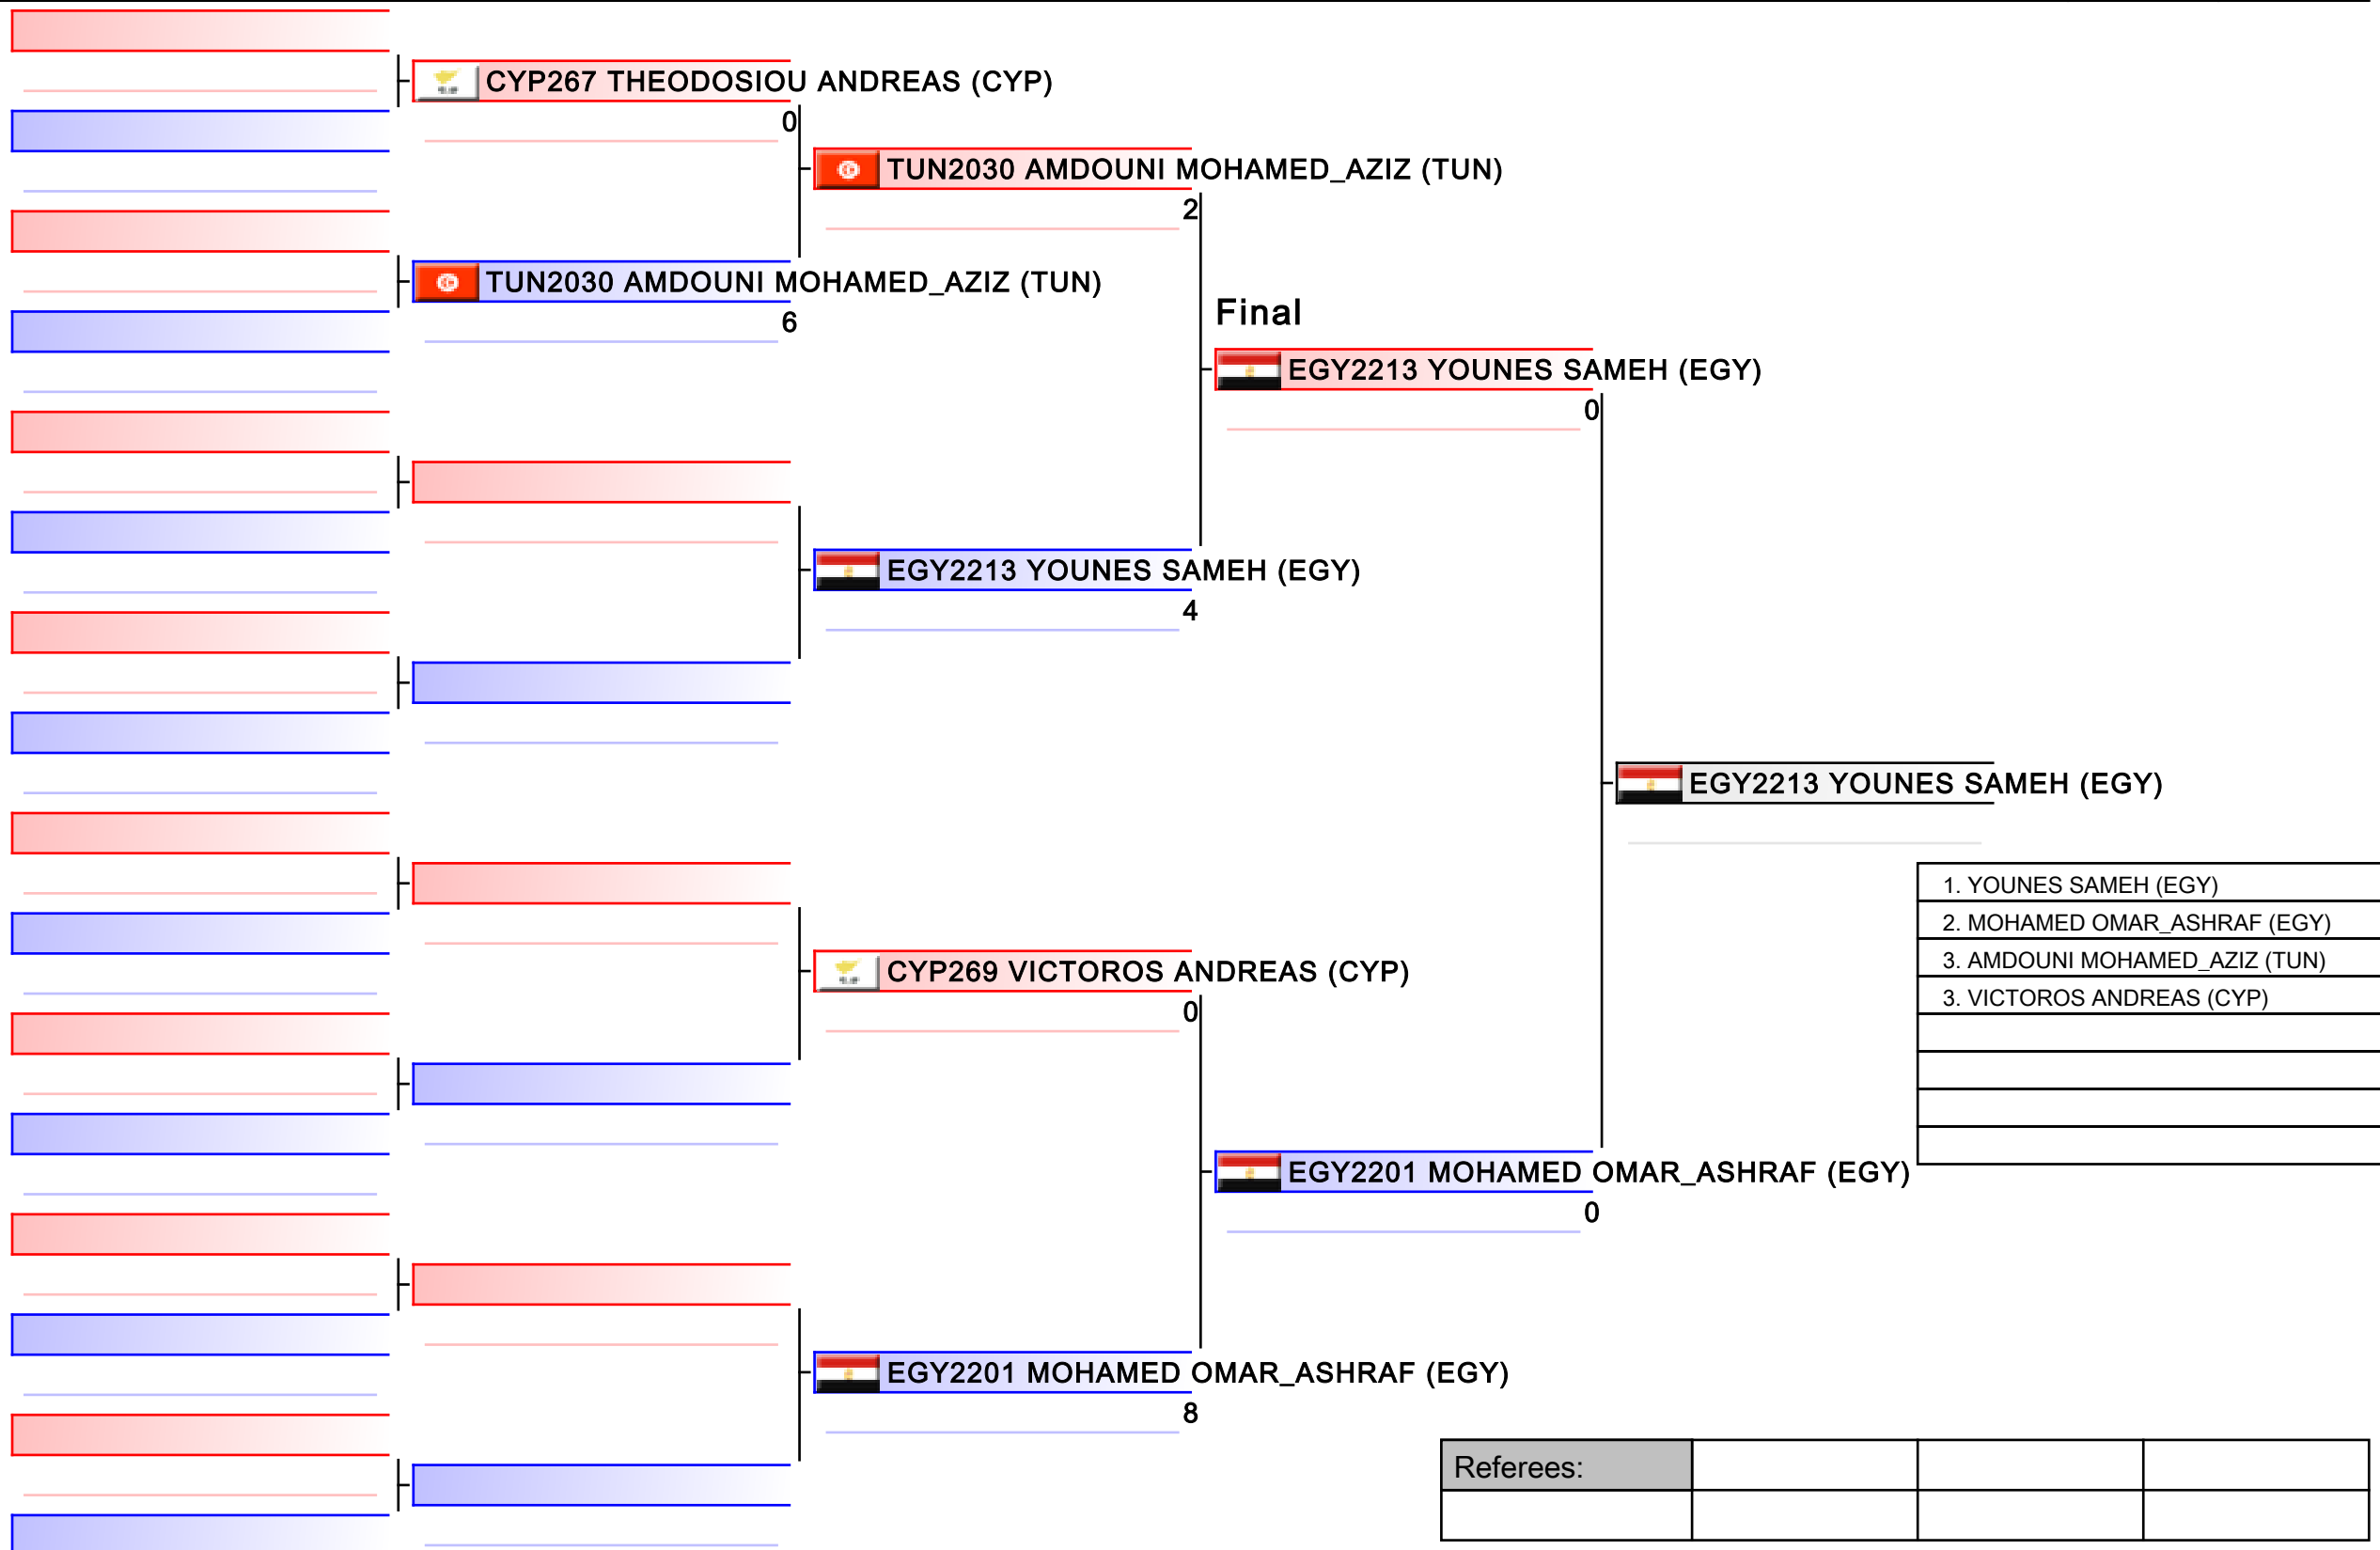 CYP267 THEODOSIOU ANDREAS (CYP)
0
TUN2030 AMDOUNI MOHAMED_AZIZ (TUN)
2
TUN2030 AMDOUNI MOHAMED_AZIZ (TUN)
6
Final
EGY2213 YOUNES SAMEH (EGY)
0
EGY2213 YOUNES SAMEH (EGY)
4
EGY2213 YOUNES SAMEH (EGY)
1. YOUNES SAMEH (EGY)
2. MOHAMED OMAR_ASHRAF (EGY)
3. AMDOUNI MOHAMED_AZIZ (TUN)
3. VICTOROS ANDREAS (CYP)
CYP269 VICTOROS ANDREAS (CYP)
0
EGY2201 MOHAMED OMAR_ASHRAF (EGY)
0
EGY2201 MOHAMED OMAR_ASHRAF (EGY)
8
Referees: